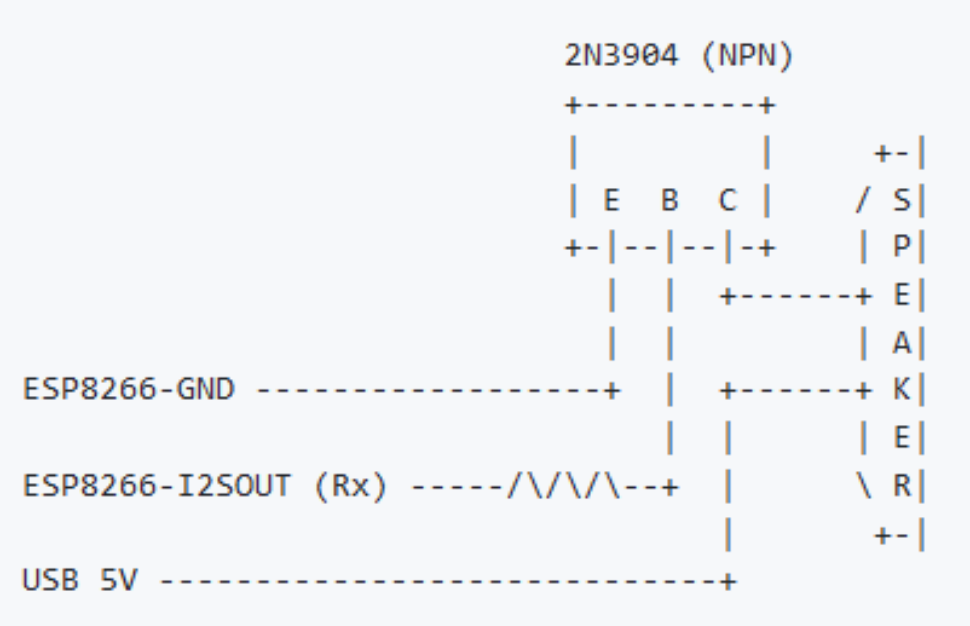 2N3904 (NPN)
                                   +---------+
                                   |         |     +-|
                                   | E  B  C |    / S|
                                   +-|--|--|-+    | P|
                                     |  |  +------+ E|
                                     |  |         | A|
ESP8266-GND ------------------+  |  +------+ K|
                                        |  |      | E|
ESP8266-I2SOUT (Rx) -----/\/\/\--+  |      \ R|
                                           |       +-|
USB 5V -----------------------------+